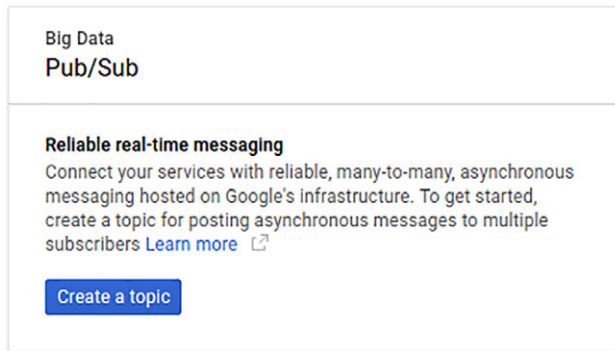 Big Data
Pub/Sub
Reliable real-time messaging
Connect your services with reliable, many-to-many, asynchronous
messaging hosted on Google's infrastructure. To get started,
create a topic for posting asynchronous messages to multiple
subscribers Learn more
Create a topic